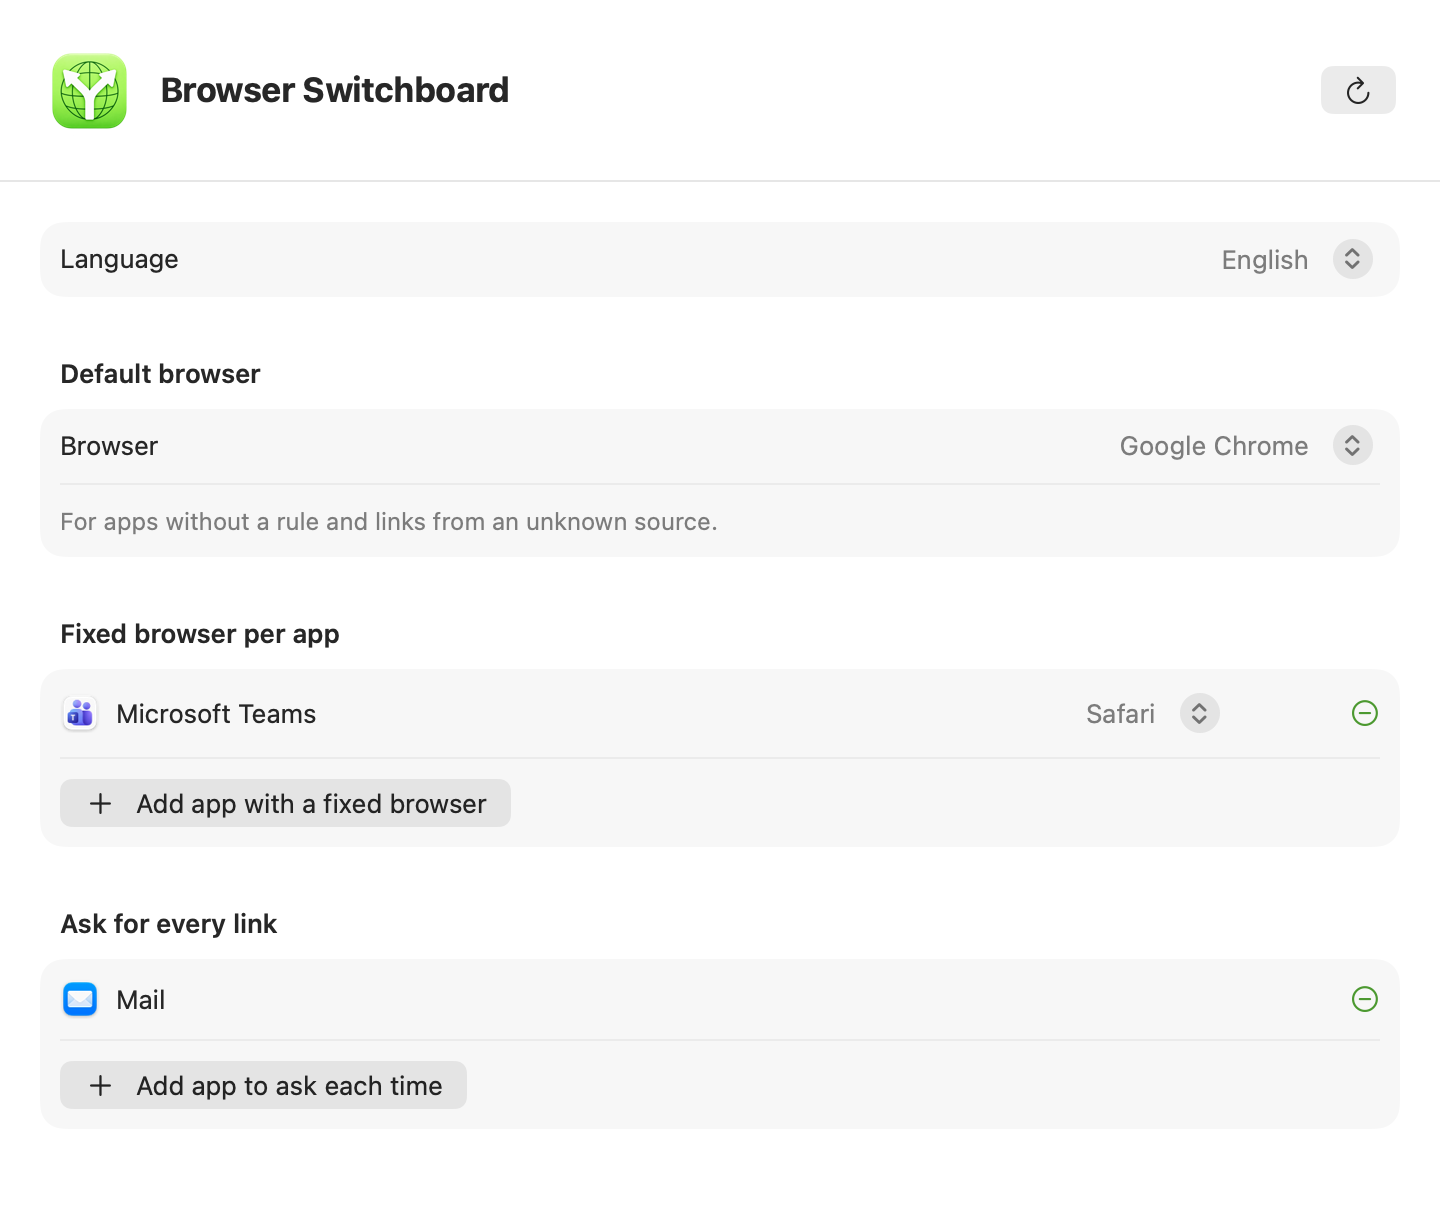 Browser Switchboard
Language
English
Default browser
Browser
Google Chrome
For apps without a rule and links from an unknown source.
Fixed browser per app
Microsoft Teams
Safari
Add app with a fixed browser
Ask for every link
Mail
Add app to ask each time